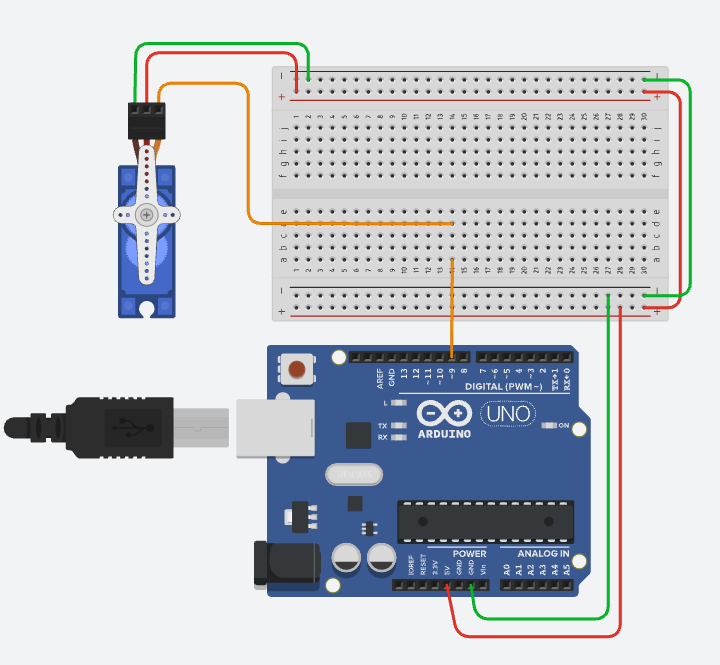 − −
+ +
1 2 3 4 5 6 7 8 9 10 11 12 13 14 15 16 17 18 19 20 21 22 23 24 25 26 27 28 29 30
j j
i i
h h
g g
f f
e e
d d
c c
b b
a a
1 2 3 4 5 6 7 8 9 10 11 12 13 14 15 16 17 18 19 20 21 22 23 24 25 26 27 28 29 30
− −
+ +
AREF GND 13 12 ~11 ~10 ~9 8 7 ~6 ~5 4 ~3 2 TX→1 RX←0
DIGITAL (PWM~)
L
TX
RX
ARDUINO
UNO
ON
POWER
ANALOG IN
IOREF RESET 3.3V 5V GND GND Vin A0 A1 A2 A3 A4 A5